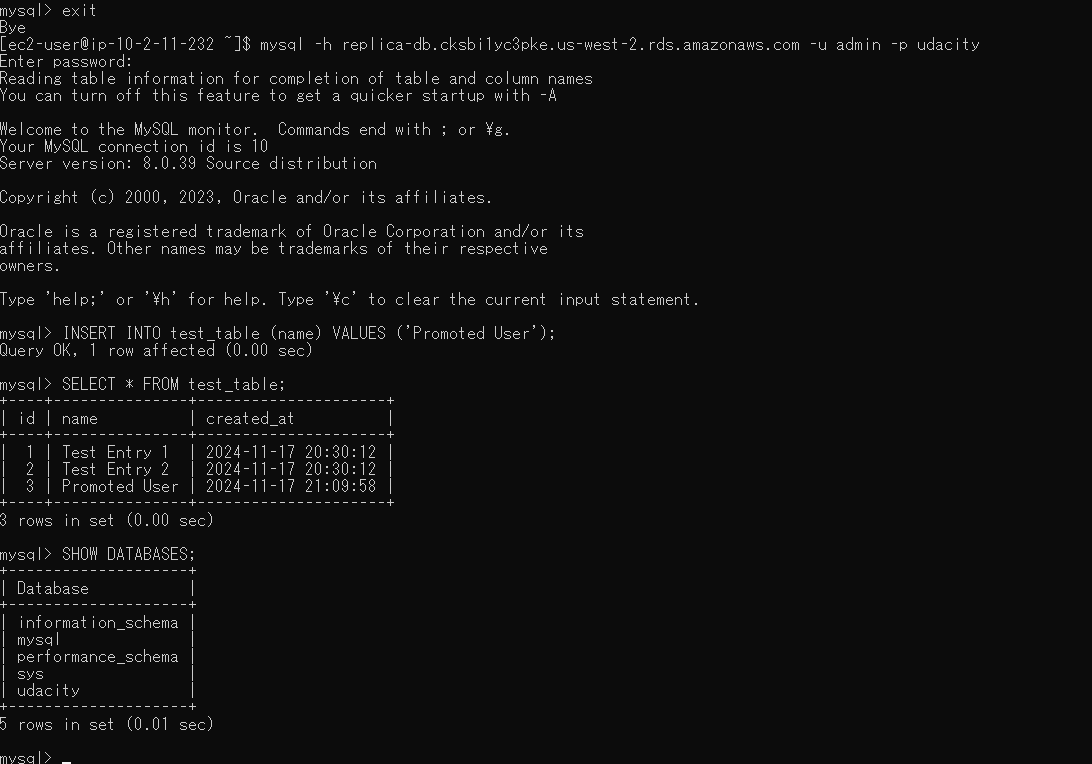 mysql> exit
Bye
[ec2-user@ip-10-2-11-232 ~]$ mysql -h replica-db.cksbi1yc3pke.us-west-2.rds.amazonaws.com -u admin -p udacity
Enter password:
Reading table information for completion of table and column names
You can turn off this feature to get a quicker startup with -A
Welcome to the MySQL monitor.  Commands end with ; or ¥g.
Your MySQL connection id is 10
Server version: 8.0.39 Source distribution
Copyright (c) 2000, 2023, Oracle and/or its affiliates.
Oracle is a registered trademark of Oracle Corporation and/or its
affiliates. Other names may be trademarks of their respective
owners.
Type 'help;' or '¥h' for help. Type '¥c' to clear the current input statement.
mysql> INSERT INTO test_table (name) VALUES ('Promoted User');
Query OK, 1 row affected (0.00 sec)
mysql> SELECT * FROM test_table;
+----+---------------+---------------------+
| id | name          | created_at          |
+----+---------------+---------------------+
|  1 | Test Entry 1  | 2024-11-17 20:30:12 |
|  2 | Test Entry 2  | 2024-11-17 20:30:12 |
|  3 | Promoted User | 2024-11-17 21:09:58 |
+----+---------------+---------------------+
3 rows in set (0.00 sec)
mysql> SHOW DATABASES;
+--------------------+
| Database           |
+--------------------+
| information_schema |
| mysql              |
| performance_schema |
| sys                |
| udacity            |
+--------------------+
5 rows in set (0.01 sec)
mysql> _